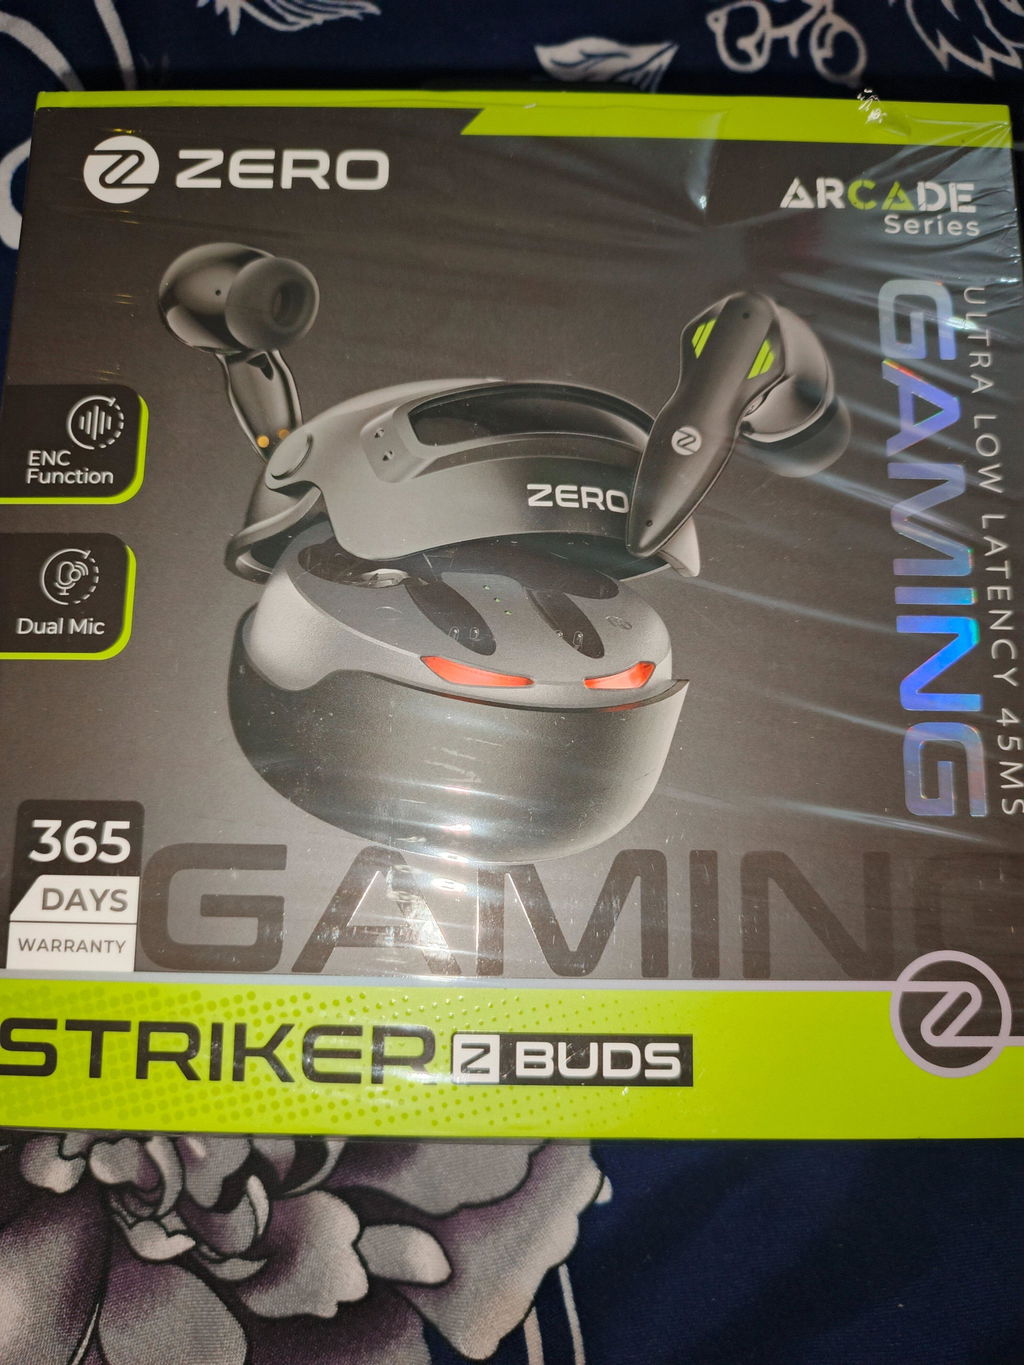 ZERO
ARCADE
Series
ULTRA LOW LATENCY 45MS
GAMING
ENC
Function
ZERO
Dual Mic
365
DAYS
WARRANTY
GAMING
STRIKER Z BUDS